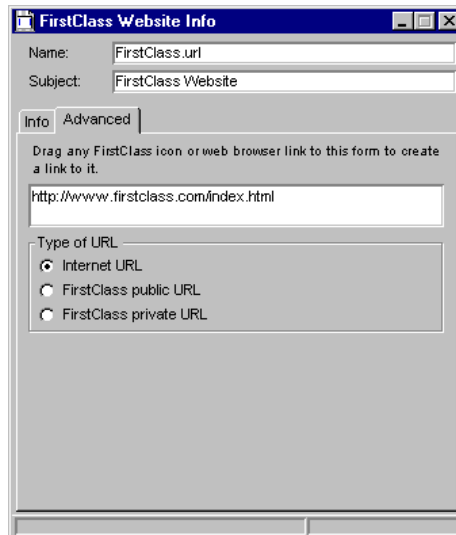 FirstClass Website Info
Name: FirstClass.url
Subject: FirstClass Website
Info Advanced
Drag any FirstClass icon or web browser link to this form to create
a link to it.
http://www.firstclass.com/index.html
Type of URL
Internet URL
FirstClass public URL
FirstClass private URL